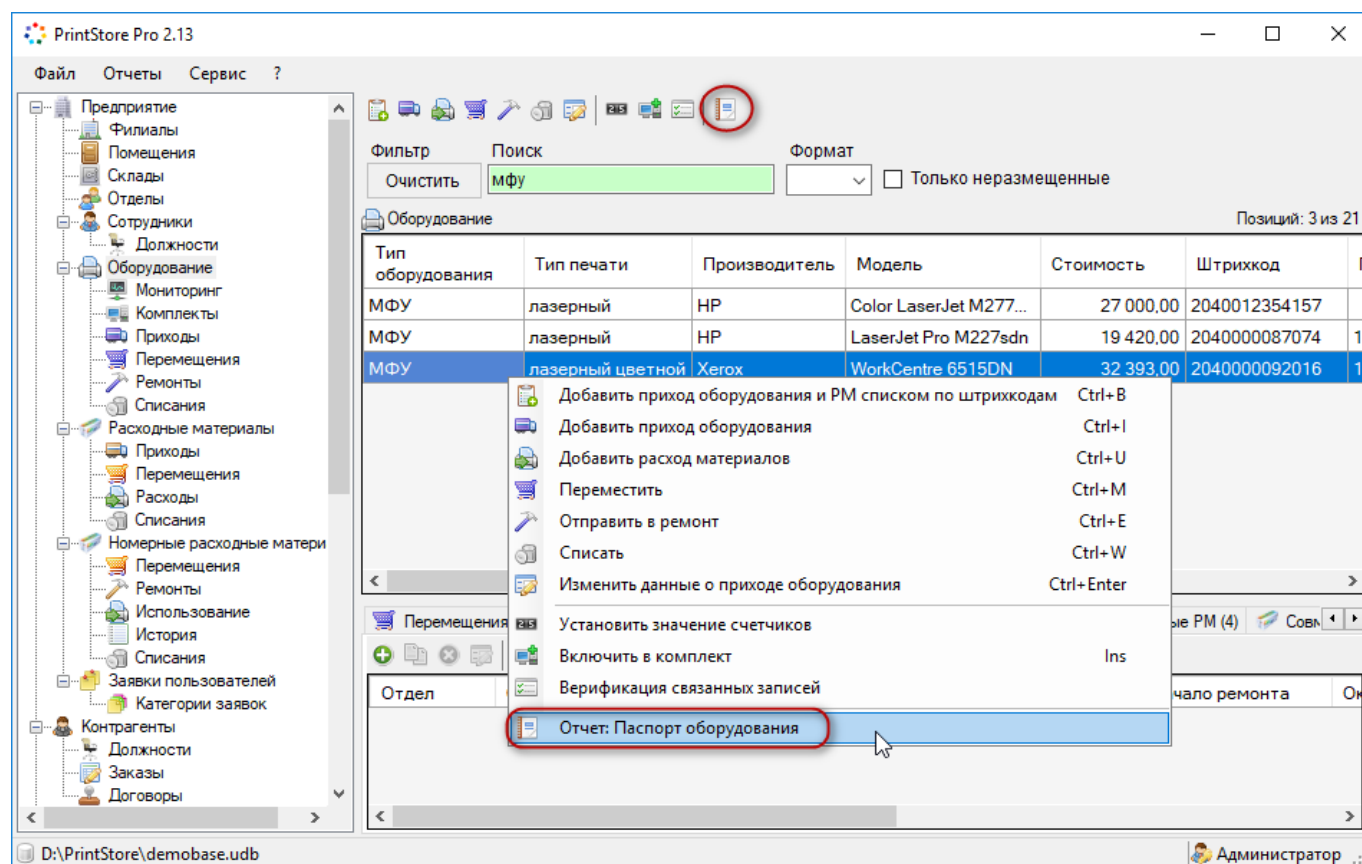 PrintStore Pro 2.13
Файл Отчеты Сервис ?
Предприятие
Филиалы
Помещения
Склады
Отделы
Сотрудники
Должности
Оборудование
Мониторинг
Комплекты
Приходы
Перемещения
Ремонты
Списания
Расходные материалы
Приходы
Перемещения
Расходы
Списания
Номерные расходные матери
Перемещения
Ремонты
Использование
История
Списания
Заявки пользователей
Категории заявок
Контрагенты
Должности
Заказы
Договоры
Фильтр Поиск Формат
Очистить мфу Только неразмещенные
Оборудование Позиций: 3 из 21
Тип оборудования Тип печати Производитель Модель Стоимость Штрихкод
МФУ лазерный HP Color LaserJet M277... 27 000,00 2040012354157
МФУ лазерный HP LaserJet Pro M227sdn 19 420,00 2040000087074 1
МФУ лазерный цветной Xerox WorkCentre 6515DN 32 393,00 2040000092016 1
Добавить приход оборудования и РМ списком по штрихкодам Ctrl+B
Добавить приход оборудования Ctrl+I
Добавить расход материалов Ctrl+U
Переместить Ctrl+M
Отправить в ремонт Ctrl+E
Списать Ctrl+W
Изменить данные о приходе оборудования Ctrl+Enter
Установить значение счетчиков
Включить в комплект Ins
Верификация связанных записей
Отчет: Паспорт оборудования
Перемещения ые РМ (4) Совм
Отдел чало ремонта Ок
D:\PrintStore\demobase.udb Администратор